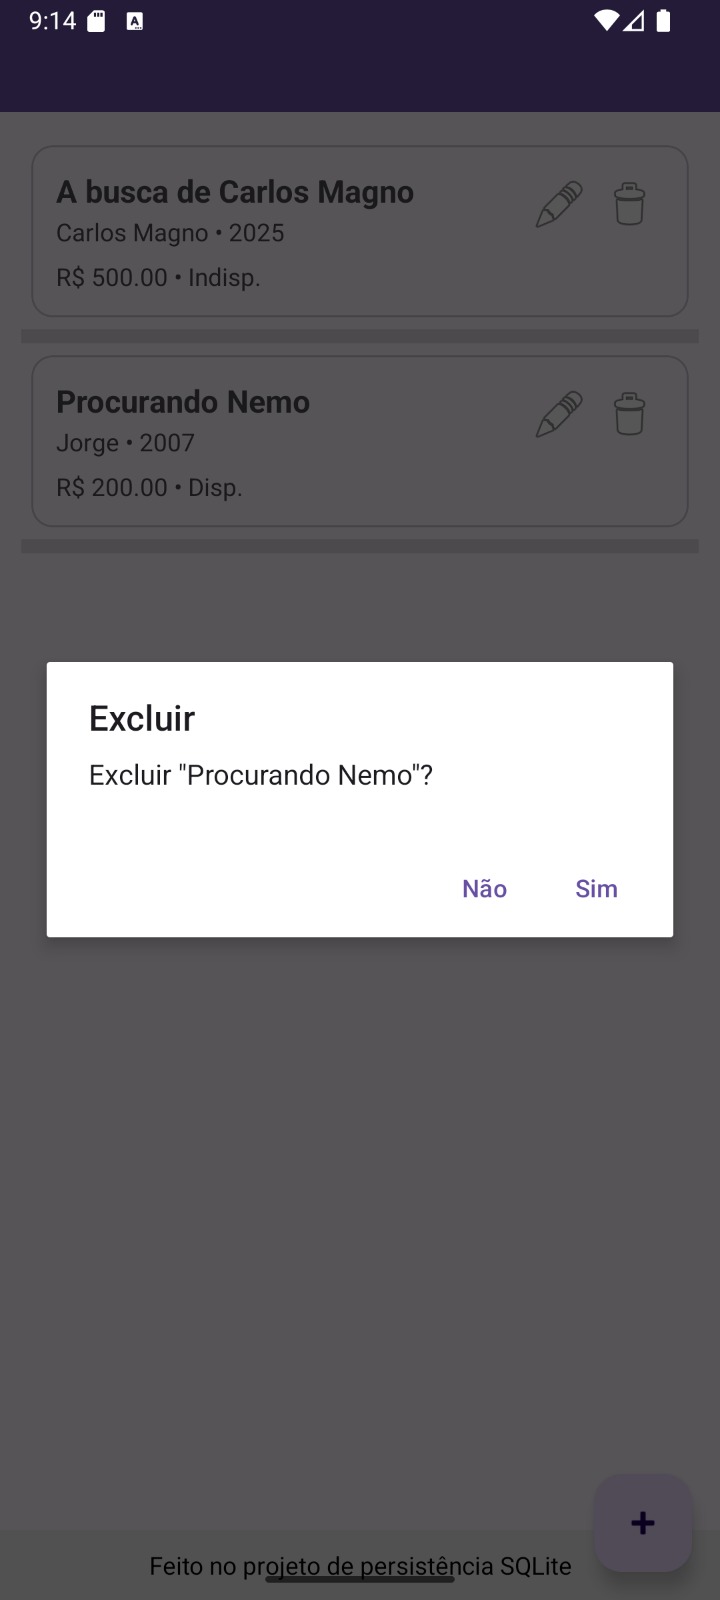 9:14
A
A busca de Carlos Magno
Carlos Magno • 2025
R$ 500.00 • Indisp.
Procurando Nemo
Jorge • 2007
R$ 200.00 • Disp.
Excluir
Excluir "Procurando Nemo"?
Não Sim
+
Feito no projeto de persistência SQLite